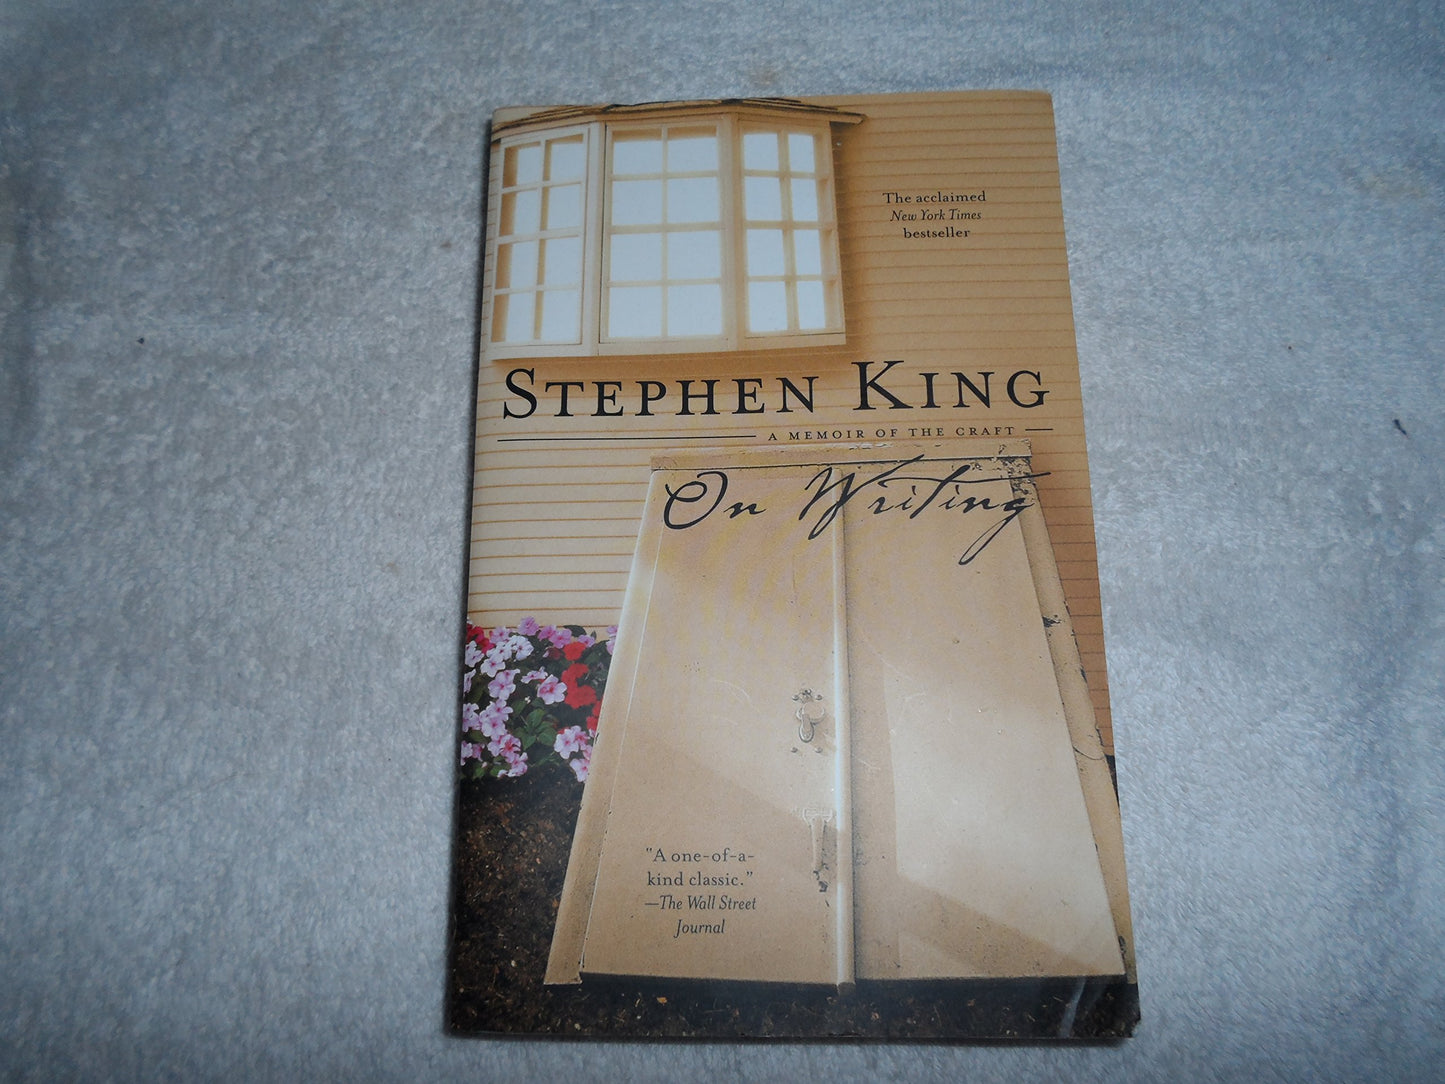 The acclaimed
New York Times
bestseller
STEPHEN KING
A MEMOIR OF THE CRAFT
On Writing
"A one-of-a-
kind classic."
—The Wall Street
Journal